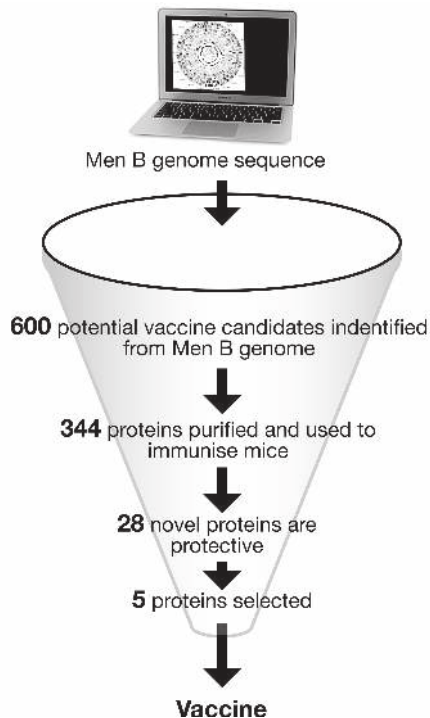 Men B genome sequence
600 potential vaccine candidates indentified
from Men B genome
344 proteins purified and used to
immunise mice
28 novel proteins are
protective
5 proteins selected
Vaccine